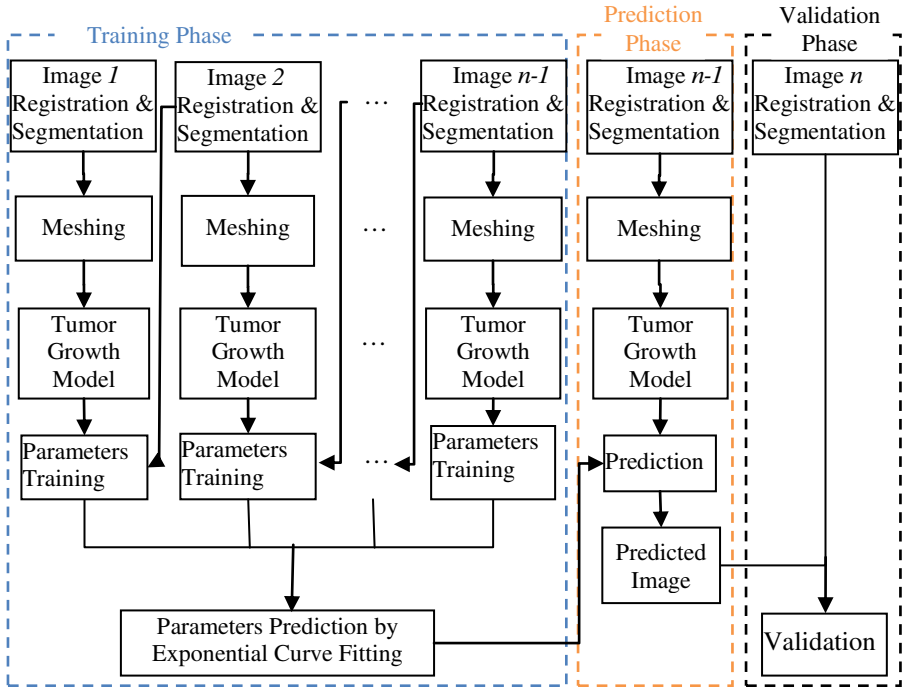 Training Phase
Prediction
Phase
Validation
Phase
Image 1
Registration &
Segmentation
Image 2
Registration &
Segmentation
...
Image n-1
Registration &
Segmentation
Image n-1
Registration &
Segmentation
Image n
Registration &
Segmentation
Meshing
Meshing
...
Meshing
Meshing
Tumor
Growth
Model
Tumor
Growth
Model
...
Tumor
Growth
Model
Tumor
Growth
Model
Parameters
Training
Parameters
Training
...
Parameters
Training
Prediction
Predicted
Image
Parameters Prediction by
Exponential Curve Fitting
Validation